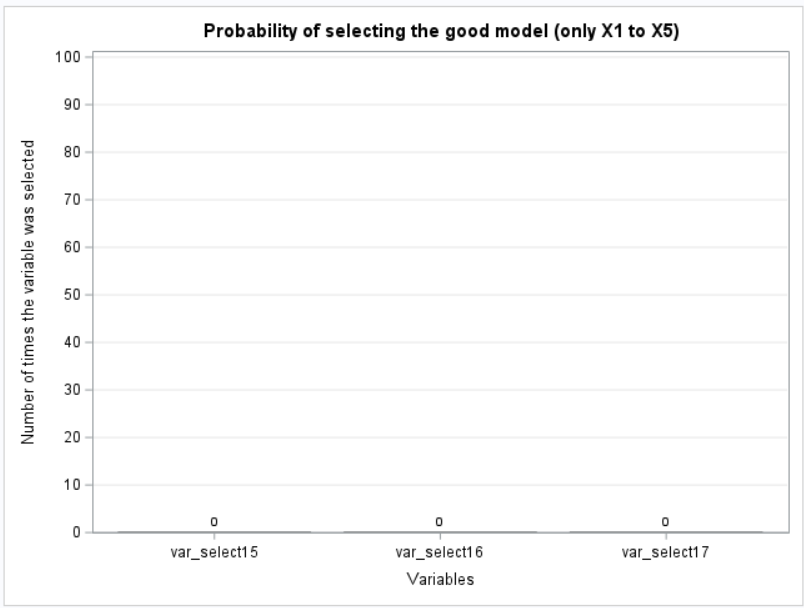 Probability of selecting the good model (only X1 to X5)
Number of times the variable was selected
100
90
80
70
60
50
40
30
20
10
0
0 0 0
var_select15 var_select16 var_select17
Variables